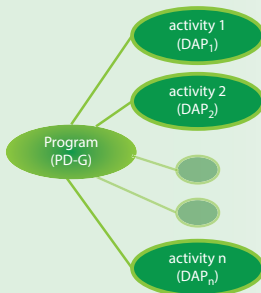 activity 1
(DAP₁)
activity 2
(DAP₂)
Program
(PD-G)
activity n
(DAPₙ)